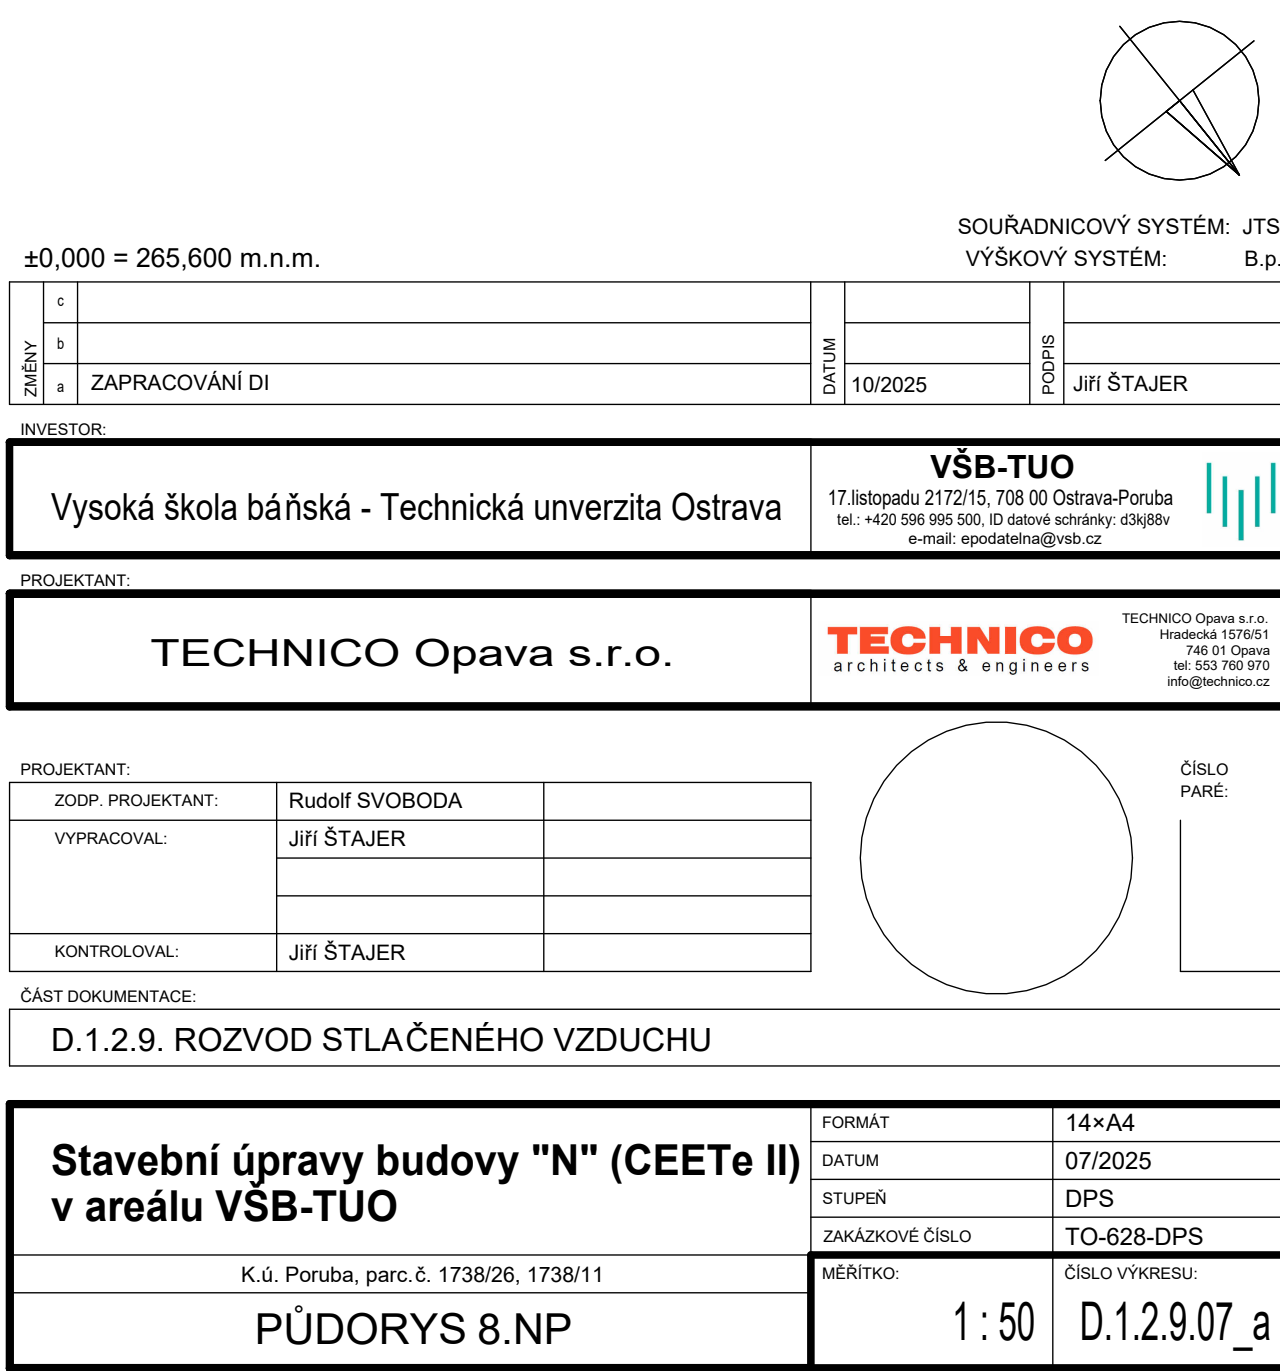 SOUŘADNICOVÝ SYSTÉM: JTS
±0,000 = 265,600 m.n.m.
VÝŠKOVÝ SYSTÉM: B.p.
ZMĚNY
c
b
a ZAPRACOVÁNÍ DI
DATUM
10/2025
PODPIS
Jiří ŠTAJER
INVESTOR:
Vysoká škola báňská - Technická unverzita Ostrava
VŠB-TUO
17.listopadu 2172/15, 708 00 Ostrava-Poruba
tel.: +420 596 995 500, ID datové schránky: d3kj88v
e-mail: epodatelna@vsb.cz
PROJEKTANT:
TECHNICO Opava s.r.o.
TECHNICO
architects & engineers
TECHNICO Opava s.r.o.
Hradecká 1576/51
746 01 Opava
tel: 553 760 970
info@technico.cz
PROJEKTANT:
ZODP. PROJEKTANT: Rudolf SVOBODA
VYPRACOVAL: Jiří ŠTAJER
KONTROLOVAL: Jiří ŠTAJER
ČÍSLO
PARÉ:
ČÁST DOKUMENTACE:
D.1.2.9. ROZVOD STLAČENÉHO VZDUCHU
Stavební úpravy budovy "N" (CEETe II)
v areálu VŠB-TUO
K.ú. Poruba, parc.č. 1738/26, 1738/11
PŮDORYS 8.NP
FORMÁT 14×A4
DATUM 07/2025
STUPEŇ DPS
ZAKÁZKOVÉ ČÍSLO TO-628-DPS
MĚŘÍTKO:
1 : 50
ČÍSLO VÝKRESU:
D.1.2.9.07_a